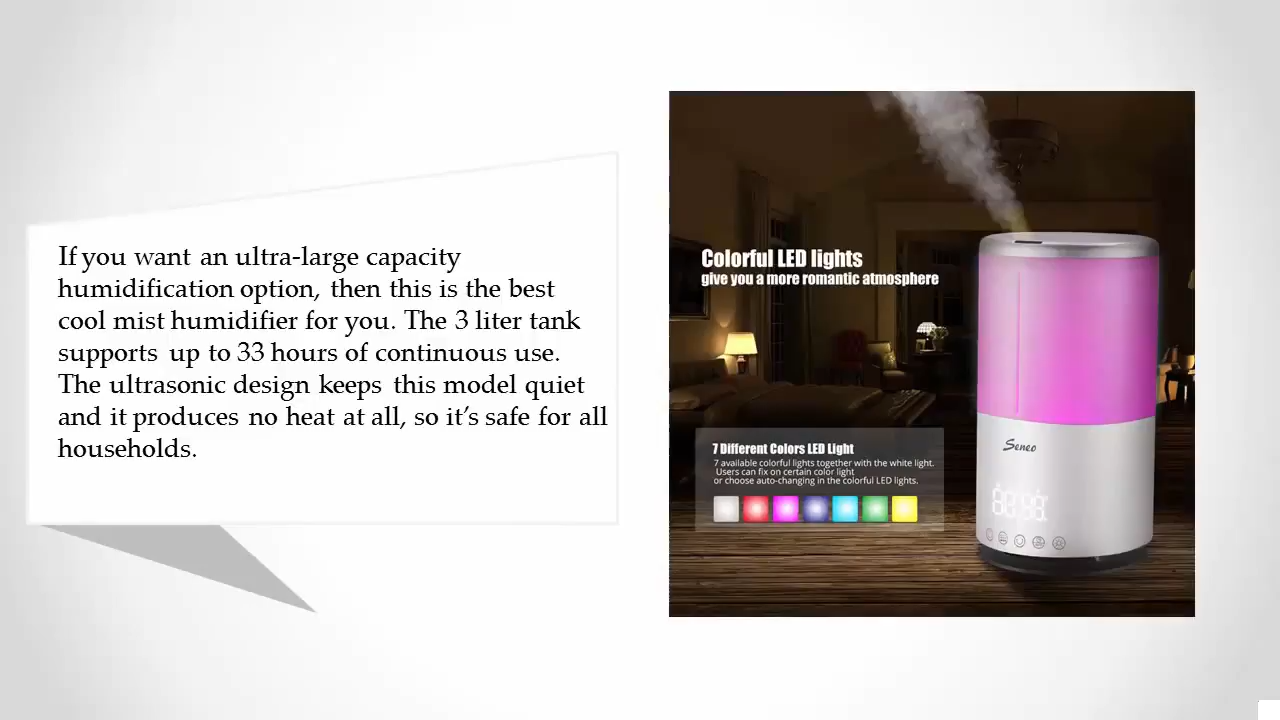 If you want an ultra-large capacity
humidification option, then this is the best
cool mist humidifier for you. The 3 liter tank
supports up to 33 hours of continuous use.
The ultrasonic design keeps this model quiet
and it produces no heat at all, so it’s safe for all
households.
Colorful LED lights
give you a more romantic atmosphere
7 Different Colors LED Light
7 available colorful lights together with the white light.
Users can fix on certain color light
or choose auto-changing in the colorful LED lights.
Seneo
88:88